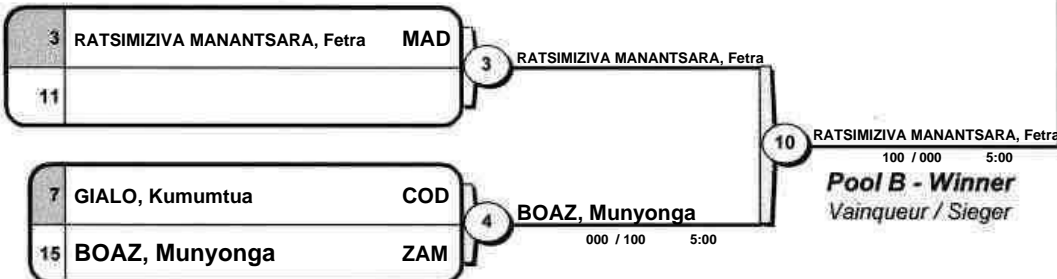 3 RATSIMIZIVA MANANTSARA, Fetra MAD
11
3 RATSIMIZIVA MANANTSARA, Fetra
7 GIALO, Kumumtua COD
15 BOAZ, Munyonga ZAM
4 BOAZ, Munyonga
000 / 100 5:00
10 RATSIMIZIVA MANANTSARA, Fetra
100 / 000 5:00
Pool B - Winner
Vainqueur / Sieger